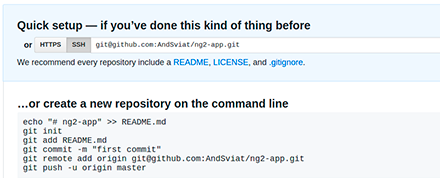 Quick setup — if you've done this kind of thing before
or HTTPS SSH git@github.com:AndSviat/ng2-app.git
We recommend every repository include a README, LICENSE, and .gitignore.
…or create a new repository on the command line
echo "# ng2-app" >> README.md
git init
git add README.md
git commit -m "first commit"
git remote add origin git@github.com:AndSviat/ng2-app.git
git push -u origin master